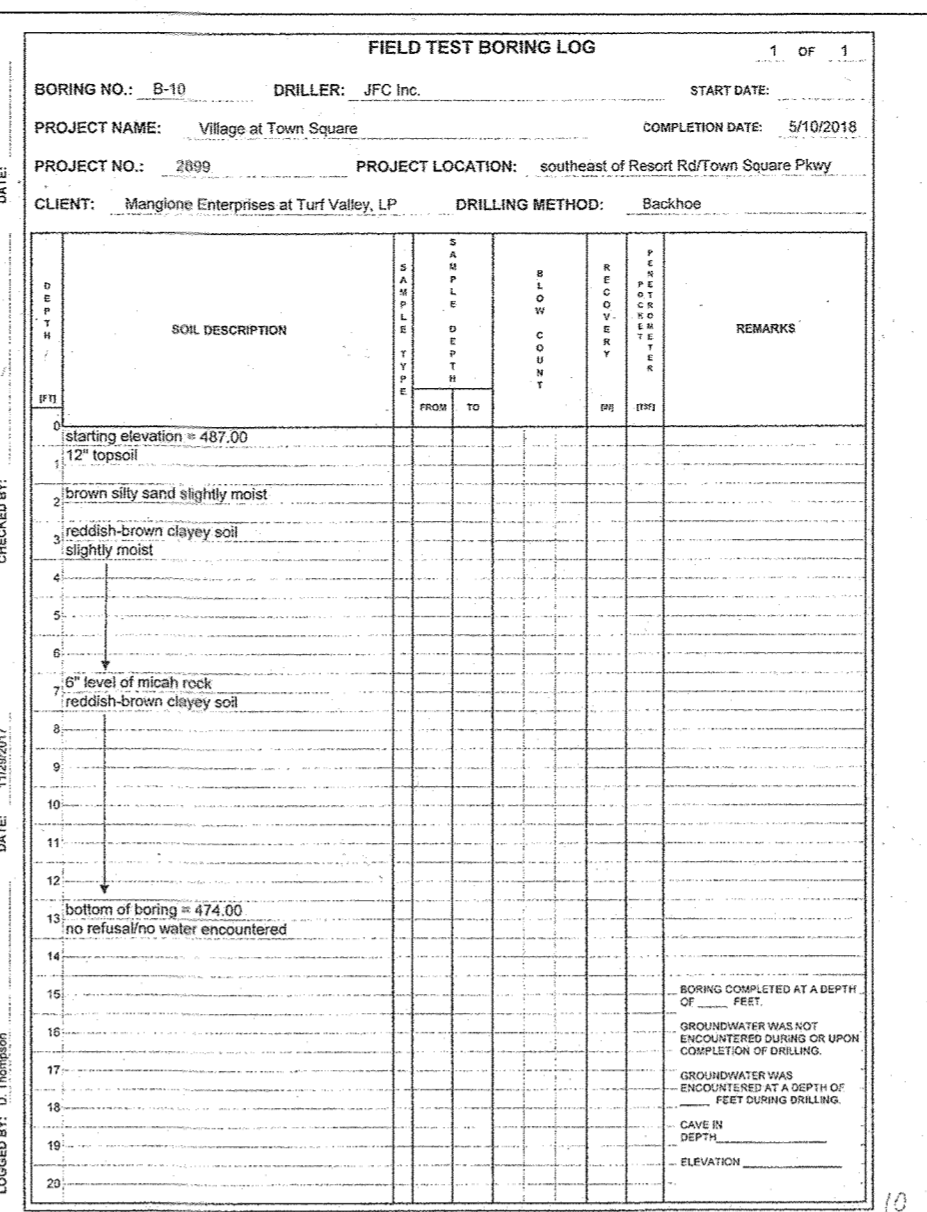 FIELD TEST BORING LOG
1 OF 1
BORING NO.: B-10 DRILLER: JFC Inc. START DATE:
PROJECT NAME: Village at Town Square COMPLETION DATE: 5/10/2018
PROJECT NO.: 2899 PROJECT LOCATION: southeast of Resort Rd/Town Square Pkwy
CLIENT: Mangione Enterprises at Turf Valley, LP DRILLING METHOD: Backhoe
DEPTH [FT]
SOIL DESCRIPTION
SAMPLE TYPE
SAMPLE DEPTH
FROM TO
BLOW COUNT
RECOVERY [IN]
POCKET PENETROMETER [TSF]
REMARKS
0
starting elevation = 487.00
12" topsoil
1
brown silty sand slightly moist
2
reddish-brown clayey soil
3
slightly moist
4
5
6
6" level of micah rock
7
reddish-brown clayey soil
8
9
10
11
12
bottom of boring = 474.00
13
no refusal/no water encountered
14
15
16
17
18
19
20
BORING COMPLETED AT A DEPTH
OF _____ FEET.
GROUNDWATER WAS NOT
ENCOUNTERED DURING OR UPON
COMPLETION OF DRILLING.
GROUNDWATER WAS
ENCOUNTERED AT A DEPTH OF
_____ FEET DURING DRILLING.
CAVE IN
DEPTH
ELEVATION
LOGGED BY: D. Thompson DATE: 11/29/2017 CHECKED BY: DATE:
10